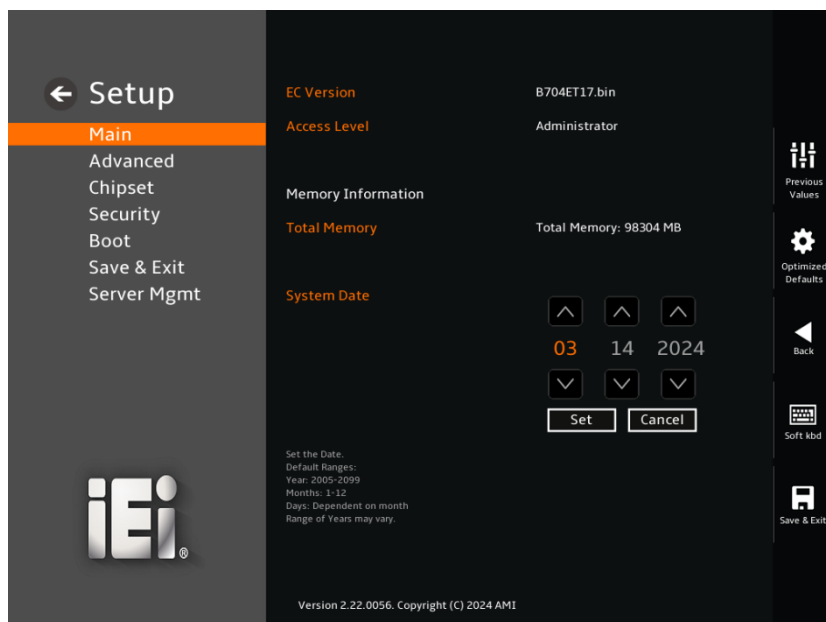 Setup
Main
Advanced
Chipset
Security
Boot
Save & Exit
Server Mgmt
iEi®
EC Version B704ET17.bin
Access Level Administrator
Memory Information
Total Memory Total Memory: 98304 MB
System Date
03 14 2024
Set Cancel
Set the Date.
Default Ranges:
Year: 2005-2099
Months: 1-12
Days: Dependent on month
Range of Years may vary.
Version 2.22.0056. Copyright (C) 2024 AMI
Previous
Values
Optimized
Defaults
Back
Soft kbd
Save & Exit